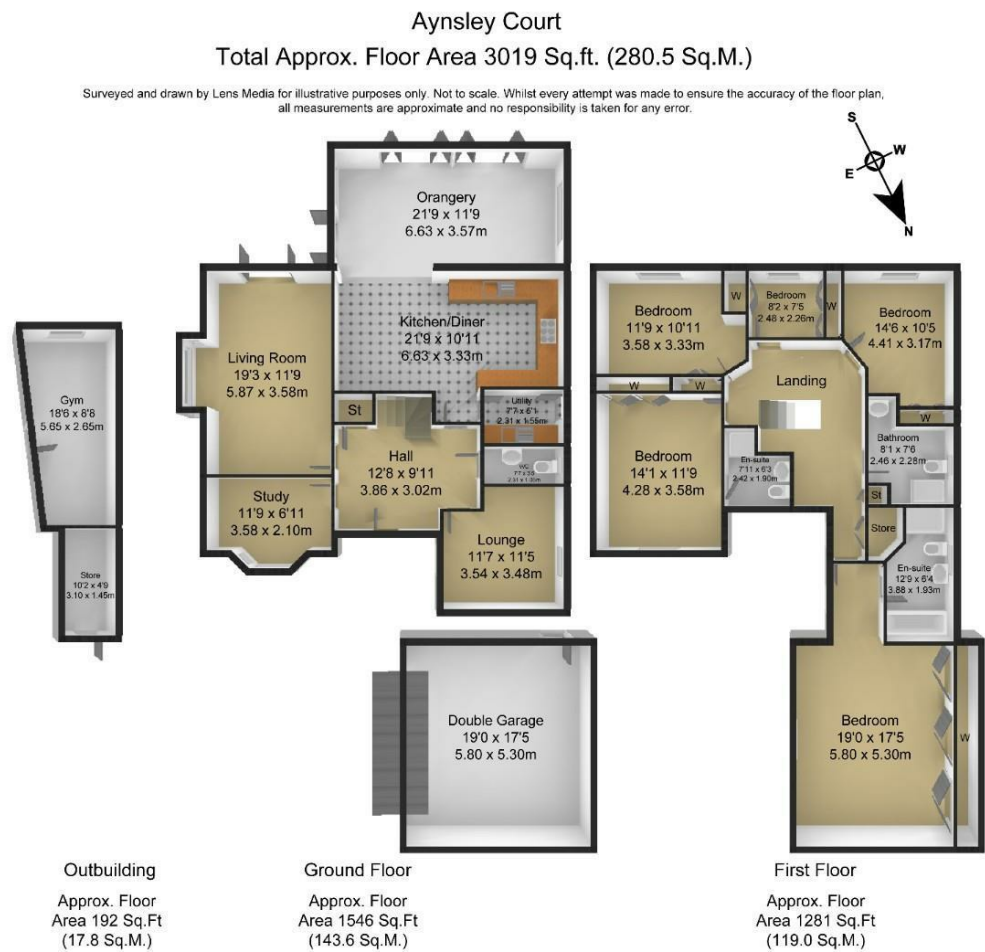 Aynsley Court
Total Approx. Floor Area 3019 Sq.ft. (280.5 Sq.M.)
Surveyed and drawn by Lens Media for illustrative purposes only. Not to scale. Whilst every attempt was made to ensure the accuracy of the floor plan,
all measurements are approximate and no responsibility is taken for any error.
S
W
E
N
Orangery
21'9 x 11'9
6.63 x 3.57m
Kitchen/Diner
21'9 x 10'11
6.63 x 3.33m
Living Room
19'3 x 11'9
5.87 x 3.58m
St
Utility
7'7 x 5'1
2.31 x 1.55m
Hall
12'8 x 9'11
3.86 x 3.02m
WC
Study
11'9 x 6'11
3.58 x 2.10m
Lounge
11'7 x 11'5
3.54 x 3.48m
Gym
18'6 x 8'8
5.65 x 2.65m
Store
10'2 x 4'9
3.10 x 1.45m
Double Garage
19'0 x 17'5
5.80 x 5.30m
Bedroom
11'9 x 10'11
3.58 x 3.33m
W
Bedroom
8'2 x 7'5
2.48 x 2.26m
W
Bedroom
14'6 x 10'5
4.41 x 3.17m
Landing
W
W
W
Bedroom
14'1 x 11'9
4.28 x 3.58m
En-suite
7'11 x 6'3
2.42 x 1.90m
Bathroom
8'1 x 7'6
2.46 x 2.28m
St
Store
En-suite
12'9 x 6'4
3.88 x 1.93m
Bedroom
19'0 x 17'5
5.80 x 5.30m
W
Outbuilding
Approx. Floor
Area 192 Sq.Ft
(17.8 Sq.M.)
Ground Floor
Approx. Floor
Area 1546 Sq.Ft
(143.6 Sq.M.)
First Floor
Approx. Floor
Area 1281 Sq.Ft
(119.0 Sq.M.)